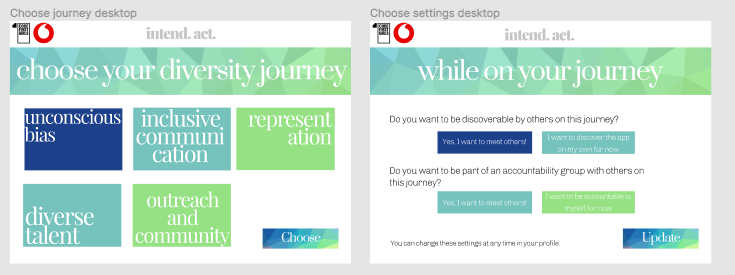 Choose journey desktop
intend. act.
choose your diversity journey
unconscious
bias
inclusive
communi
cation
represent
ation
diverse
talent
outreach
and
community
Choose
Choose settings desktop
intend. act.
while on your journey
Do you want to be discoverable by others on this journey?
Yes, I want to meet others!
I want to discover the app
on my own for now
Do you want to be part of an accountability group with others on
this journey?
Yes, I want to meet others!
I want to be accountable to
myself for now
You can change these settings at any time in your profile.
Update